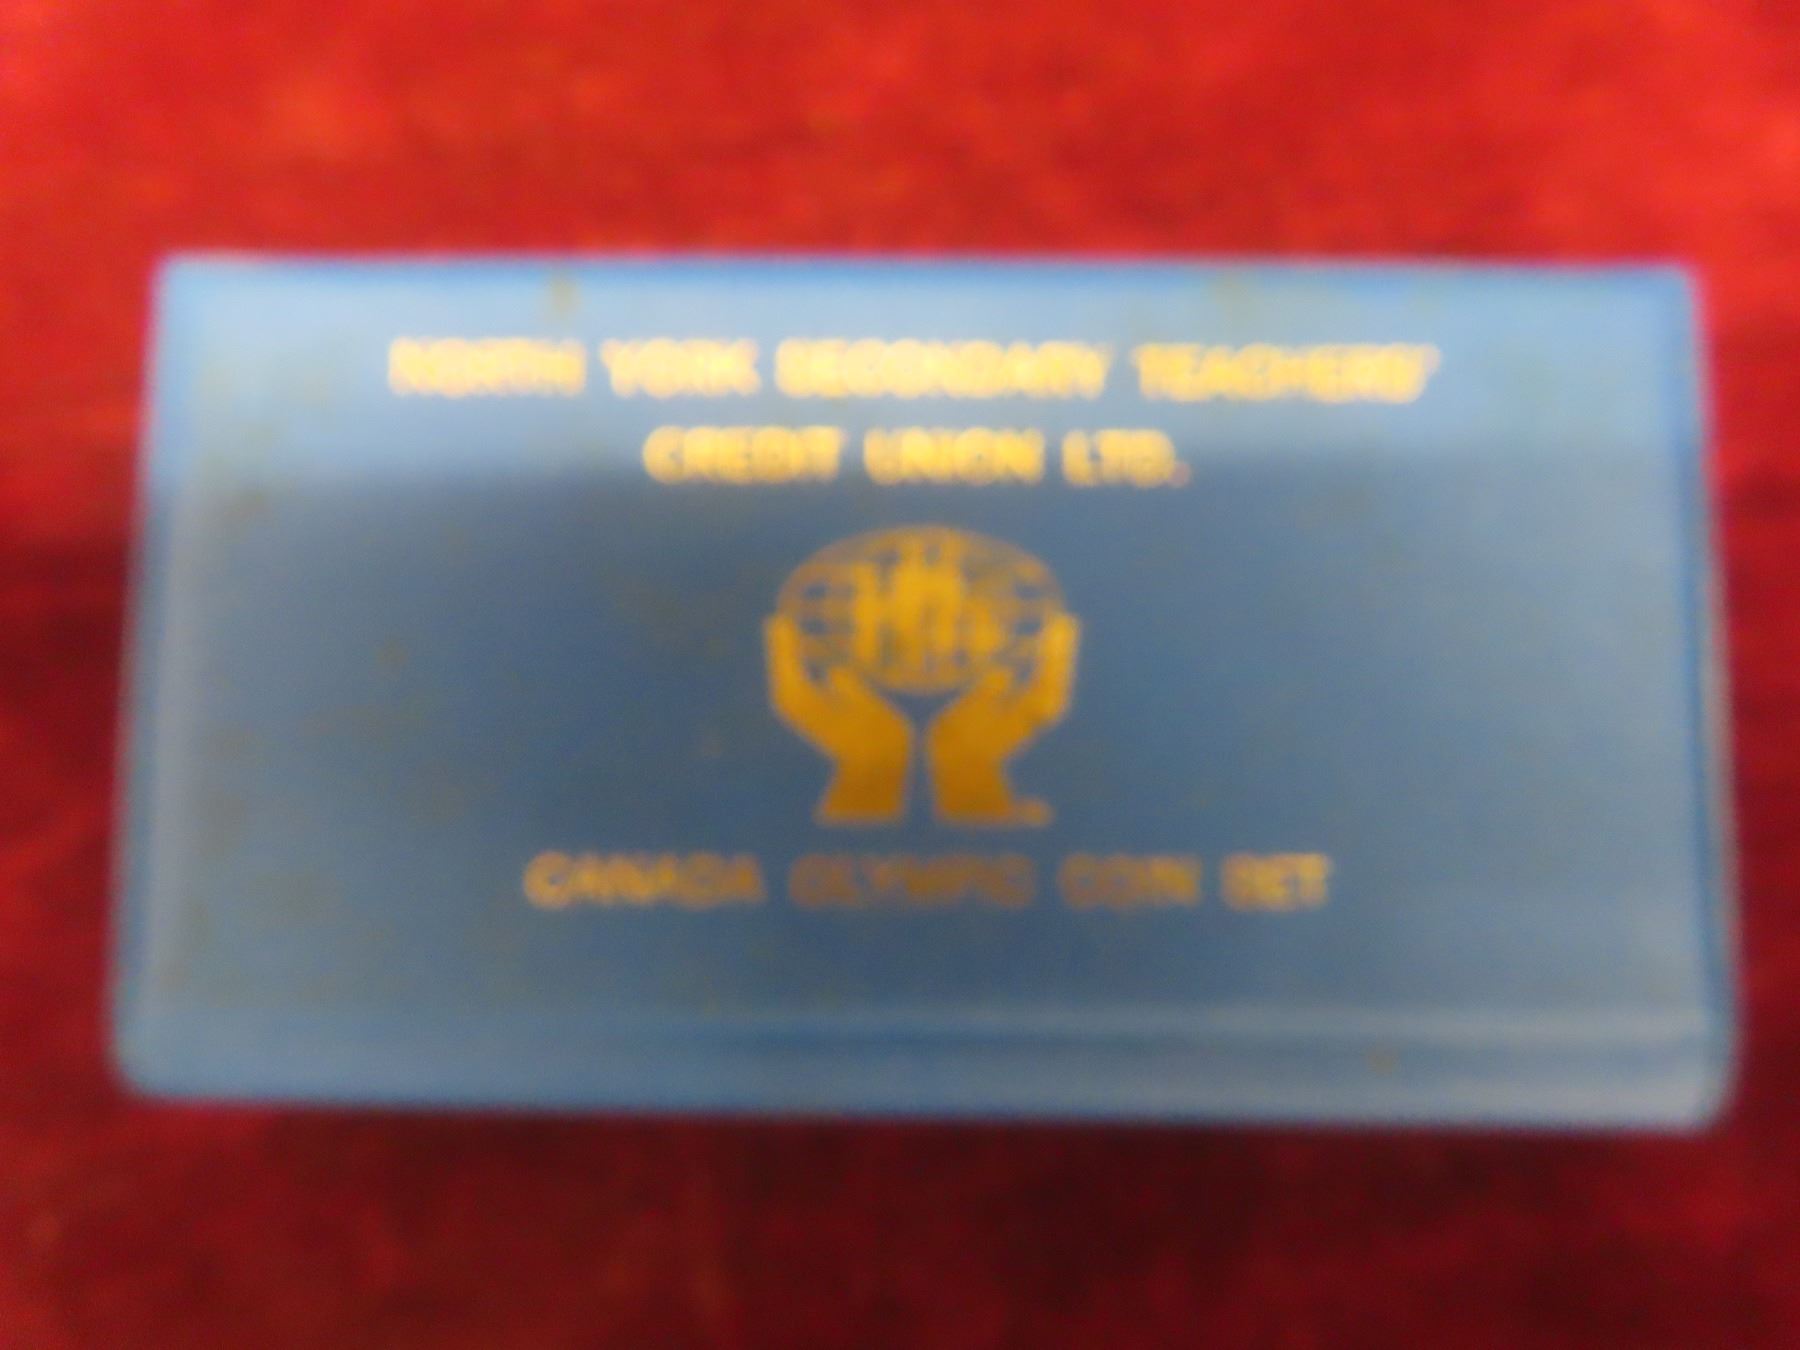 NORTH YORK SECONDARY TEACHERS'
CREDIT UNION LTD.
CANADA OLYMPIC COIN SET